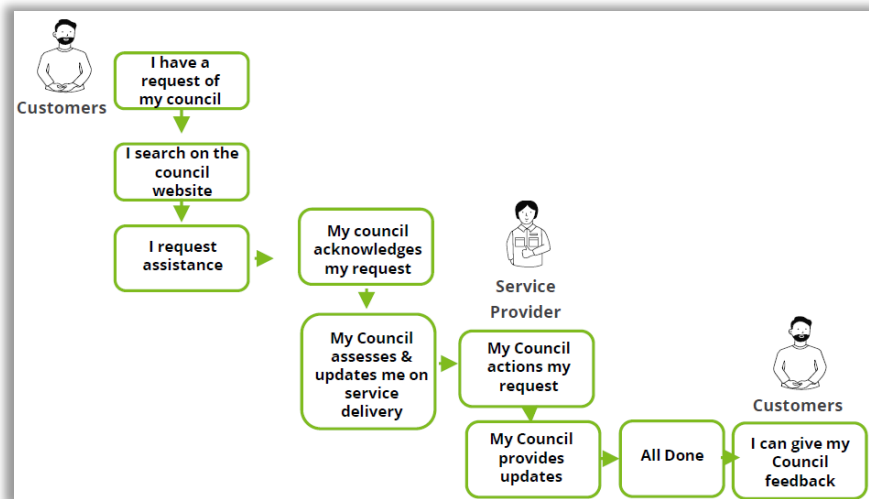 I have a
request of
my council
Customers
I search on the
council
website
I request
assistance
My council
acknowledges
my request
Service
Provider
My Council
assesses &
updates me on
service
delivery
My Council
actions my
request
Customers
My Council
provides
updates
All Done
I can give my
Council
feedback